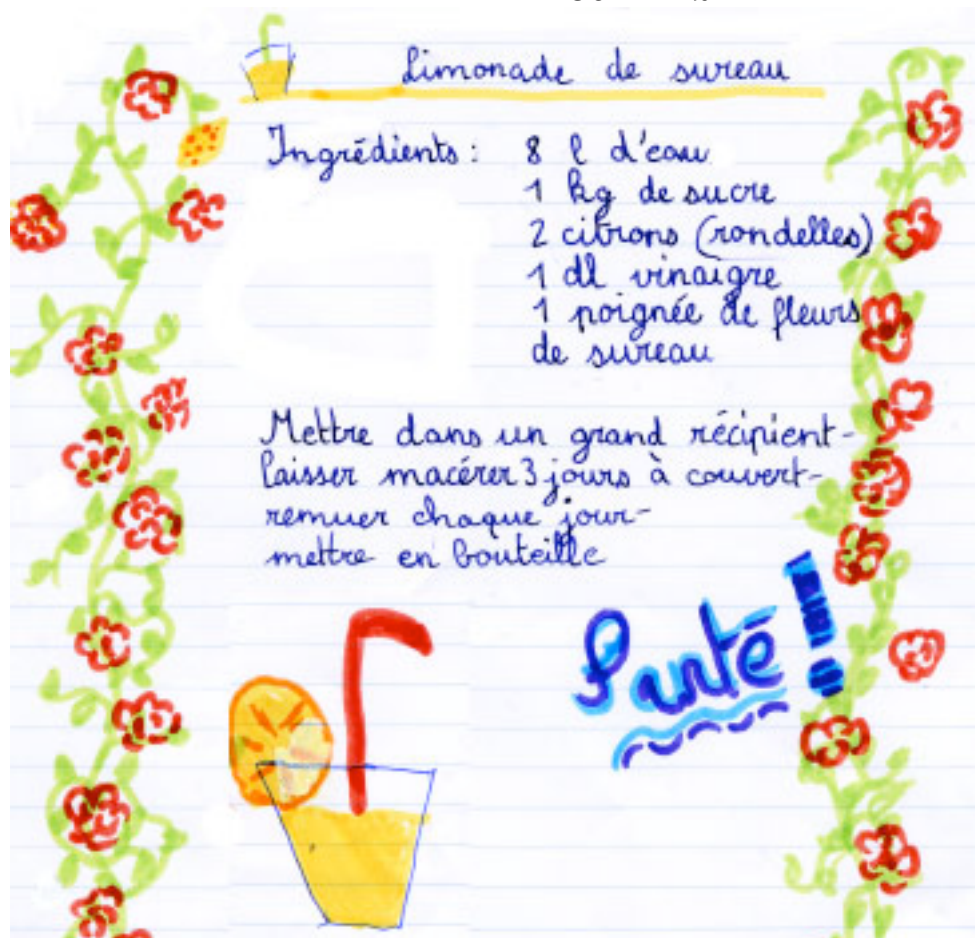 Limonade de sureau
Ingrédients : 8 l d'eau
1 kg de sucre
2 citrons (rondelles)
1 dl vinaigre
1 poignée de fleurs
de sureau
Mettre dans un grand récipient-
laisser macérer 3 jours à couvert-
remuer chaque jour-
mettre en bouteille
Santé !